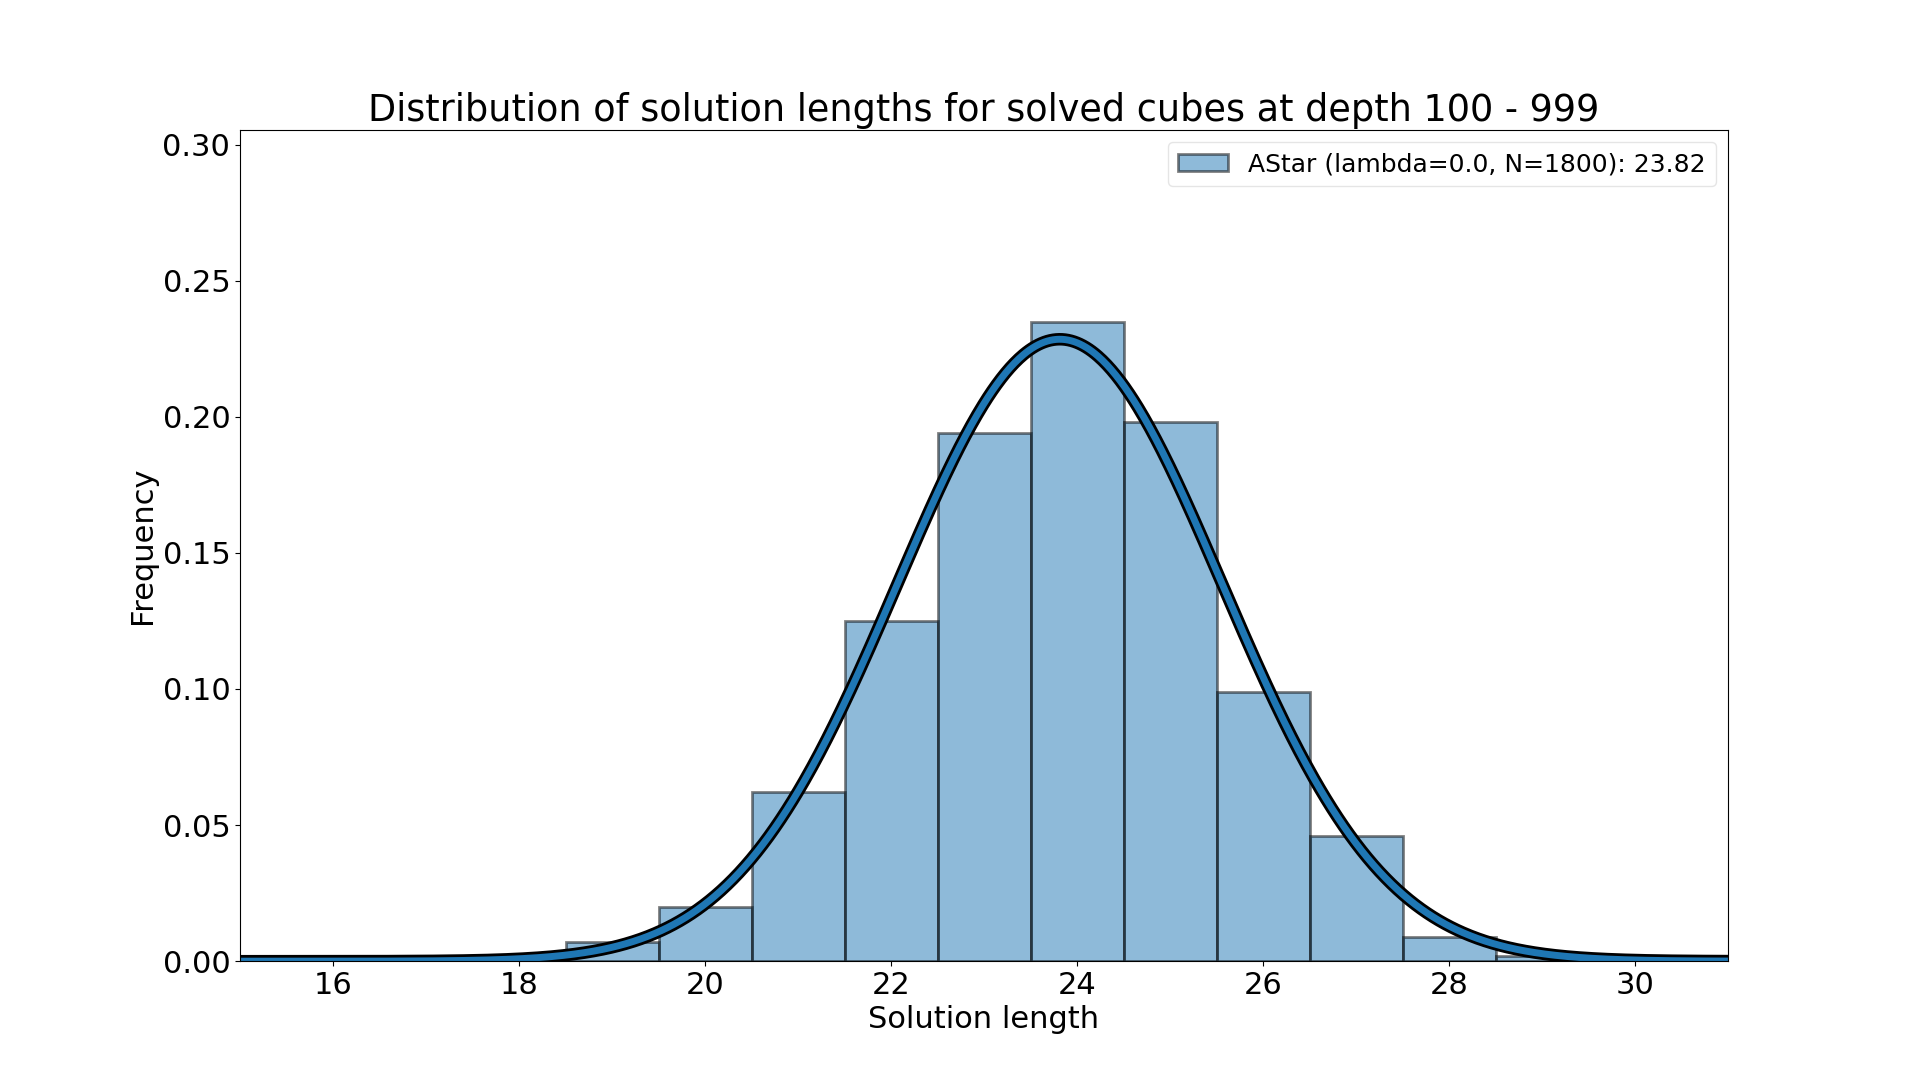 Distribution of solution lengths for solved cubes at depth 100 - 999
AStar (lambda=0.0, N=1800): 23.82
0.30
0.25
0.20
0.15
0.10
0.05
0.00
Frequency
16 18 20 22 24 26 28 30
Solution length